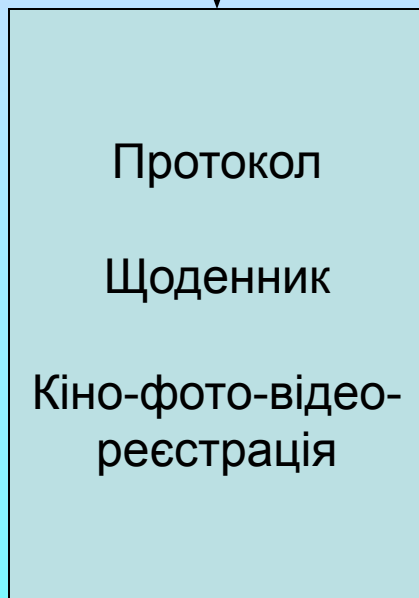 Протокол
Щоденник
Кіно-фото-відео-
реєстрація